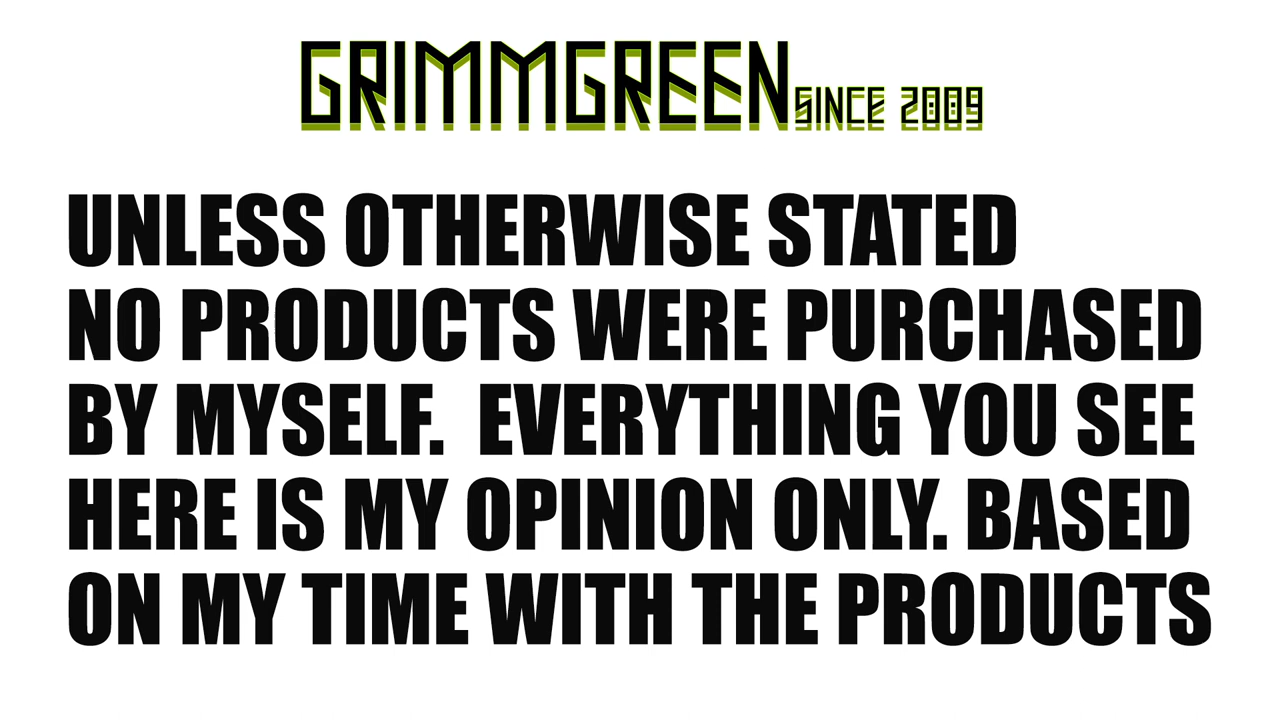 GRIMMGREEN SINCE 2009
UNLESS OTHERWISE STATED
NO PRODUCTS WERE PURCHASED
BY MYSELF.  EVERYTHING YOU SEE
HERE IS MY OPINION ONLY. BASED
ON MY TIME WITH THE PRODUCTS